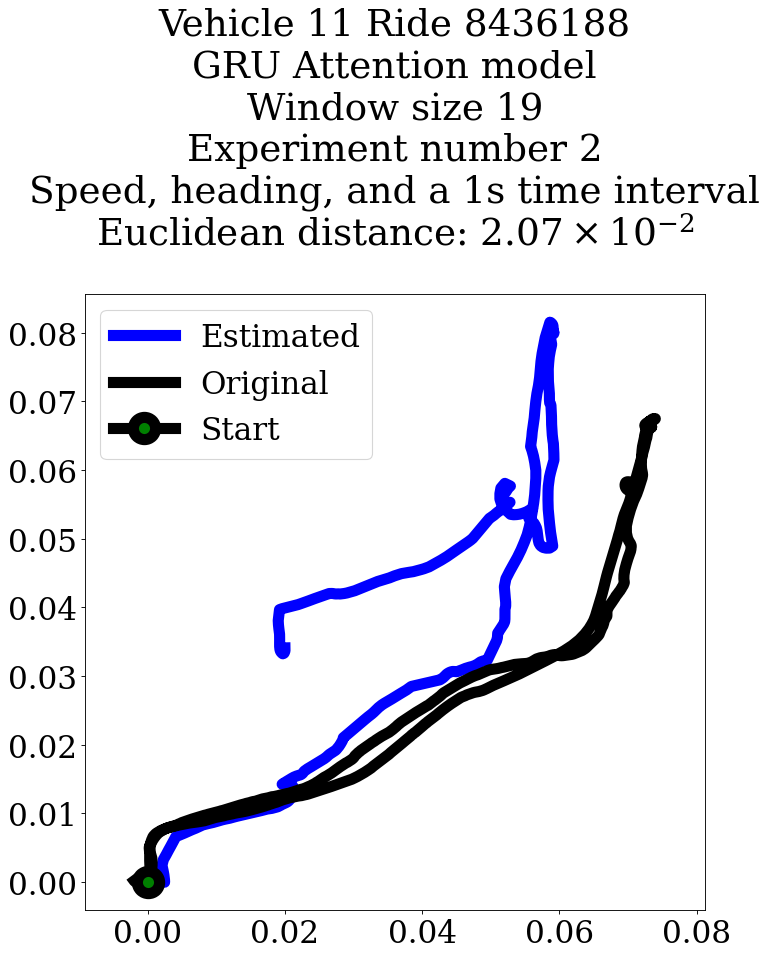 Vehicle 11 Ride 8436188
GRU Attention model
Window size 19
Experiment number 2
Speed, heading, and a 1s time interval
Euclidean distance: 2.07 × 10⁻²
Estimated
Original
Start
0.08
0.07
0.06
0.05
0.04
0.03
0.02
0.01
0.00
0.00 0.02 0.04 0.06 0.08